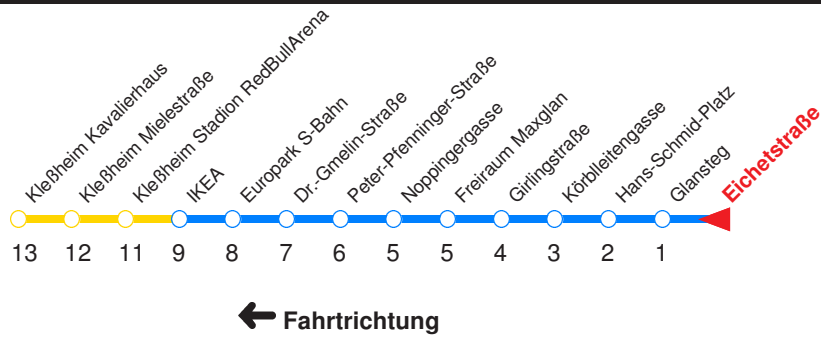 Kleßheim Kavalierhaus
Kleßheim Mielestraße
Kleßheim Stadion RedBullArena
IKEA
Europark S-Bahn
Dr.-Gmelin-Straße
Peter-Pfenninger-Straße
Noppingergasse
Freiraum Maxglan
Girlingstraße
Körblleitengasse
Hans-Schmid-Platz
Glansteg
Eichetstraße
13 12 11 9 8 7 6 5 5 4 3 2 1
Fahrtrichtung